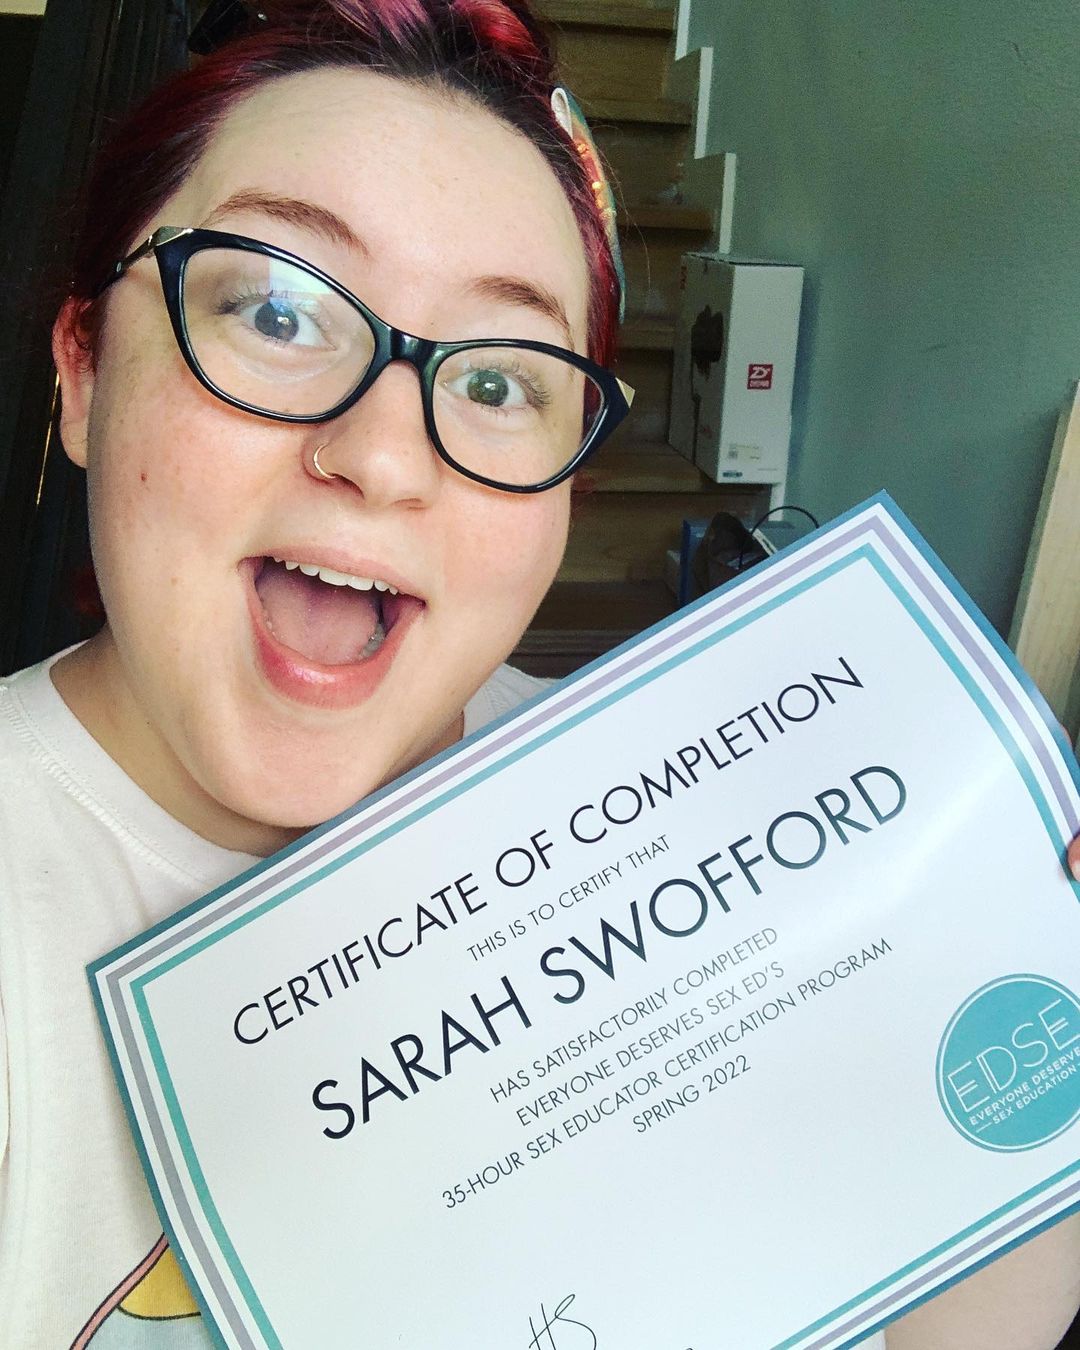 CERTIFICATE OF COMPLETION
THIS IS TO CERTIFY THAT
SARAH SWOFFORD
HAS SATISFACTORILY COMPLETED
EVERYONE DESERVES SEX ED'S
35-HOUR SEX EDUCATOR CERTIFICATION PROGRAM
SPRING 2022
EDSE
EVERYONE DESERVES
SEX EDUCATION